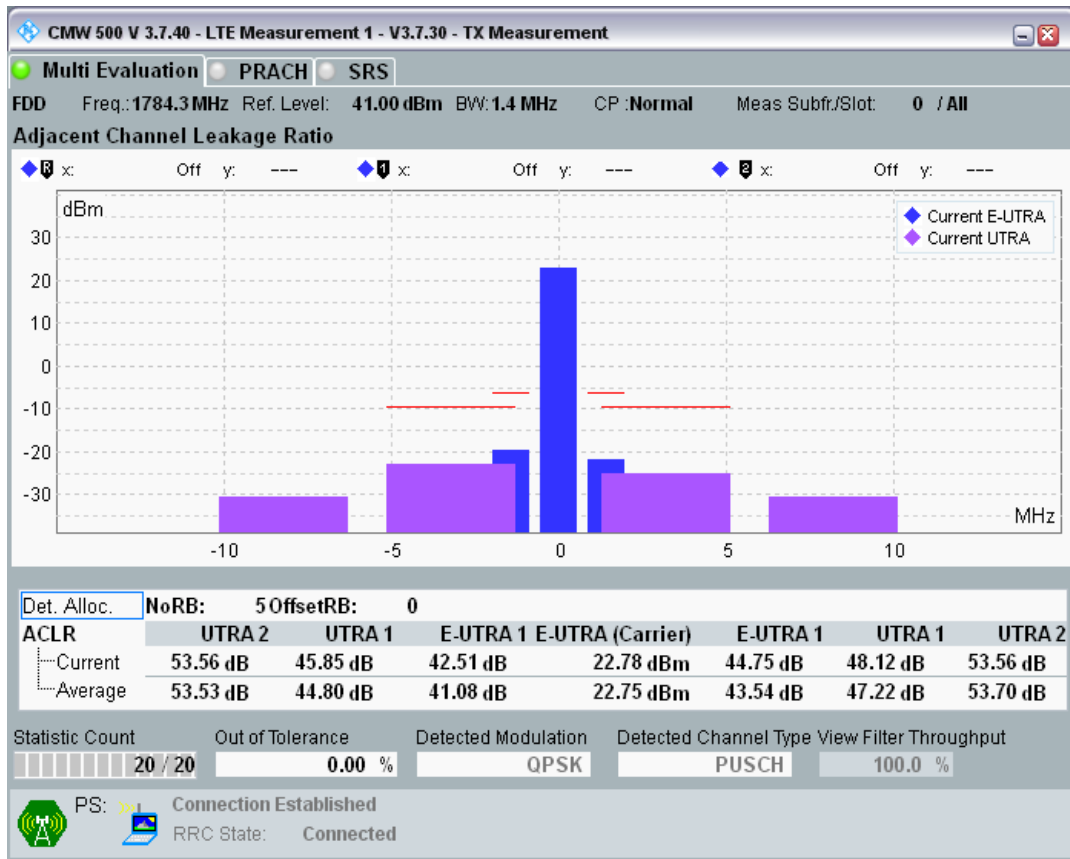 CMW 500 V 3.7.40 - LTE Measurement 1 - V3.7.30 - TX Measurement
Multi Evaluation PRACH SRS
FDD Freq.: 1784.3 MHz Ref. Level: 41.00 dBm BW: 1.4 MHz CP :Normal Meas Subfr./Slot: 0 / All
Adjacent Channel Leakage Ratio
R x: Off y: --- 1 x: Off y: --- 2 x: Off y: ---
dBm
Current E-UTRA
Current UTRA
30
20
10
0
-10
-20
-30
MHz
-10 -5 0 5 10
Det. Alloc. NoRB: 5 OffsetRB: 0
ACLR UTRA 2 UTRA 1 E-UTRA 1 E-UTRA (Carrier) E-UTRA 1 UTRA 1 UTRA 2
Current 53.56 dB 45.85 dB 42.51 dB 22.78 dBm 44.75 dB 48.12 dB 53.56 dB
Average 53.53 dB 44.80 dB 41.08 dB 22.75 dBm 43.54 dB 47.22 dB 53.70 dB
Statistic Count Out of Tolerance Detected Modulation Detected Channel Type View Filter Throughput
20 / 20 0.00 % QPSK PUSCH 100.0 %
PS: Connection Established
RRC State: Connected